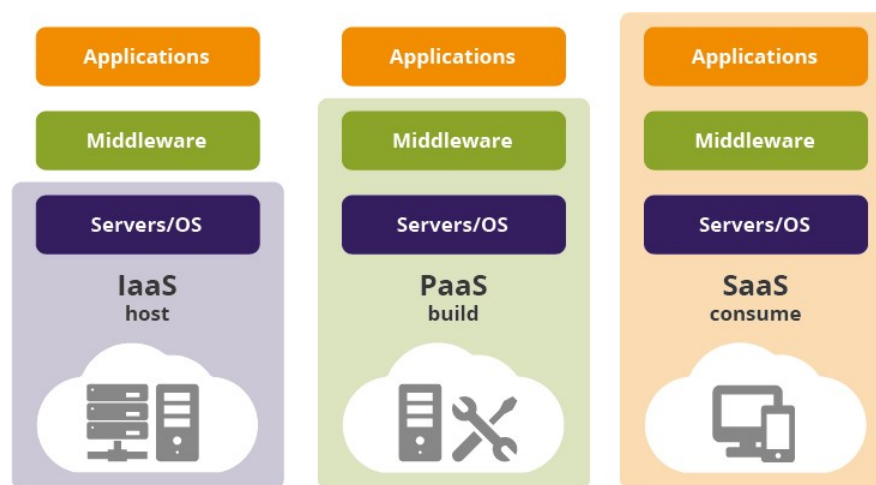 Applications
Middleware
Servers/OS
IaaS
host
Applications
Middleware
Servers/OS
PaaS
build
Applications
Middleware
Servers/OS
SaaS
consume